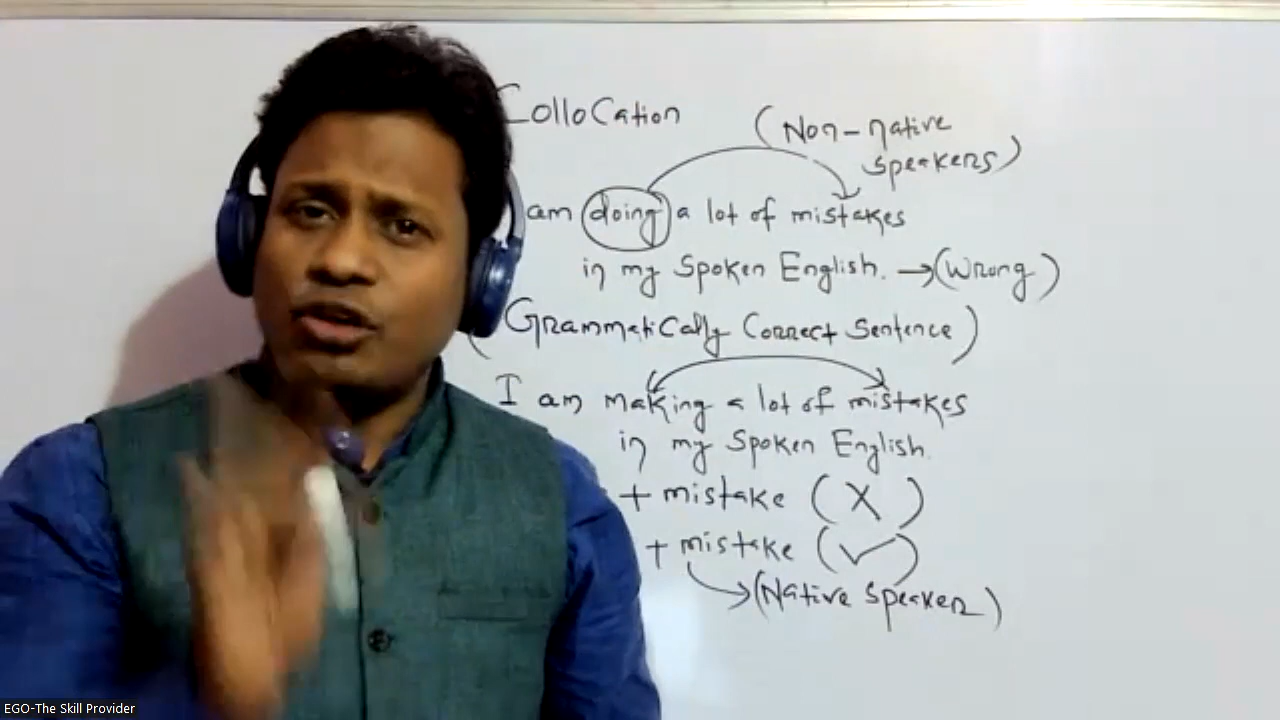 Collocation
(Non-native
speakers)
am doing a lot of mistakes
in my Spoken English. → (Wrong)
(Grammatically Correct Sentence)
I am making a lot of mistakes
in my Spoken English.
+ mistake (X)
+ mistake (✓)
→ (Native Speaker)
EGO-The Skill Provider